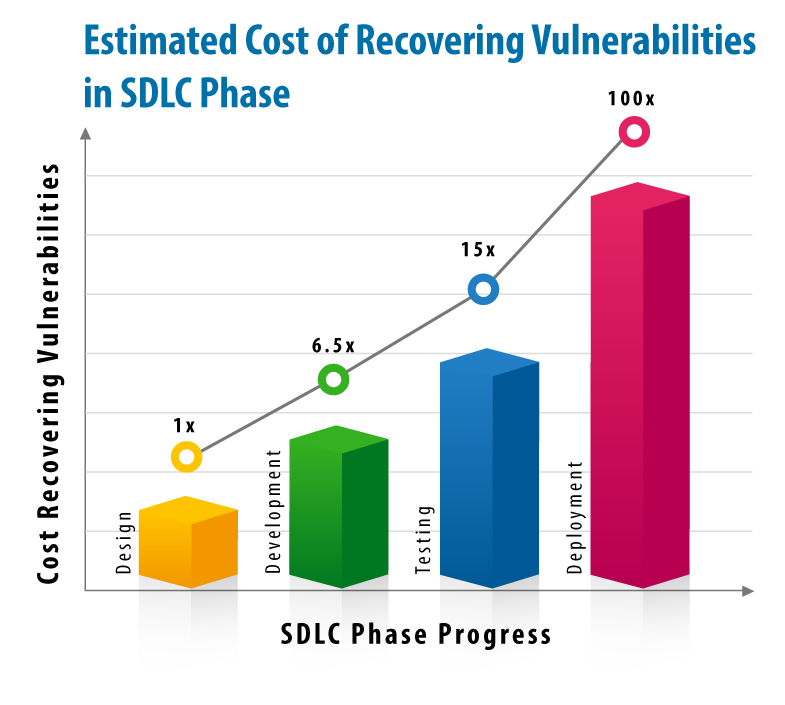 Estimated Cost of Recovering Vulnerabilities
in SDLC Phase
100x
15x
6.5x
1x
Cost Recovering Vulnerabilities
Design
Development
Testing
Deployment
SDLC Phase Progress